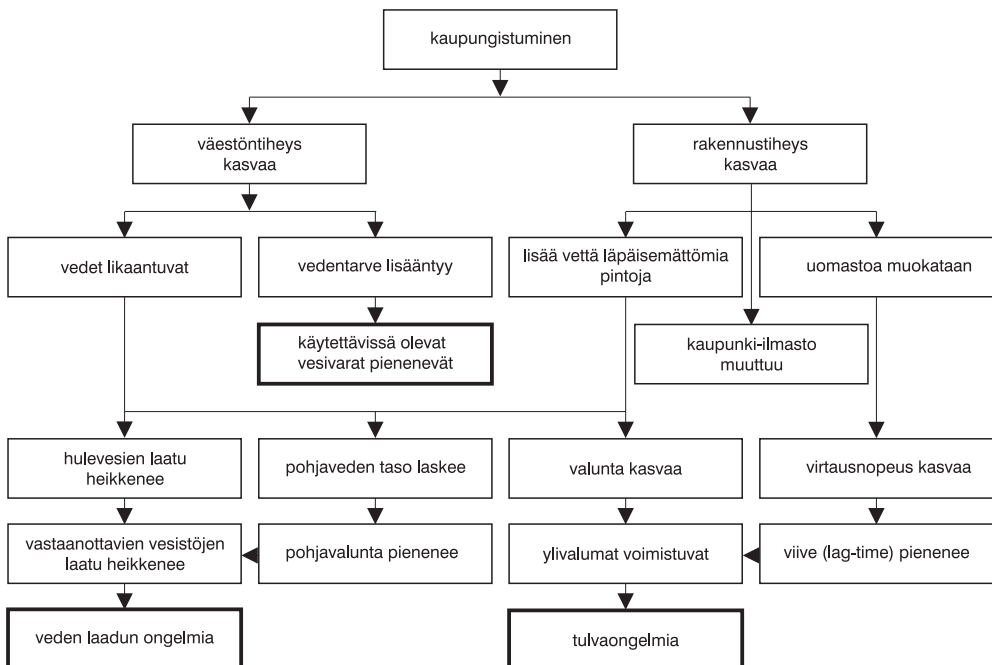 kaupungistuminen
väestöntiheys
kasvaa
rakennustiheys
kasvaa
vedet likaantuvat
vedentarve lisääntyy
lisää vettä läpäisemättömiä
pintoja
uomastoa muokataan
käytettävissä olevat
vesivarat pienenevät
kaupunki-ilmasto
muuttuu
hulevesien laatu
heikkenee
pohjaveden taso laskee
valunta kasvaa
virtausnopeus kasvaa
vastaanottavien vesistöjen
laatu heikkenee
pohjavalunta pienenee
ylivalumat voimistuvat
viive (lag-time) pienenee
veden laadun ongelmia
tulvaongelmia